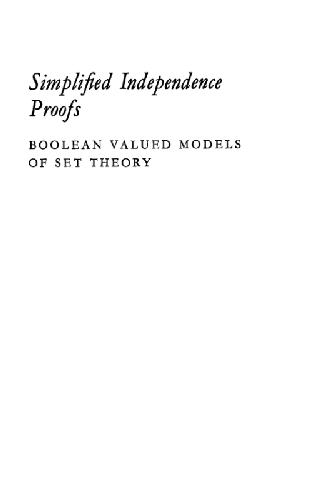 Simplified Independence
Proofs
BOOLEAN VALUED MODELS
OF SET THEORY